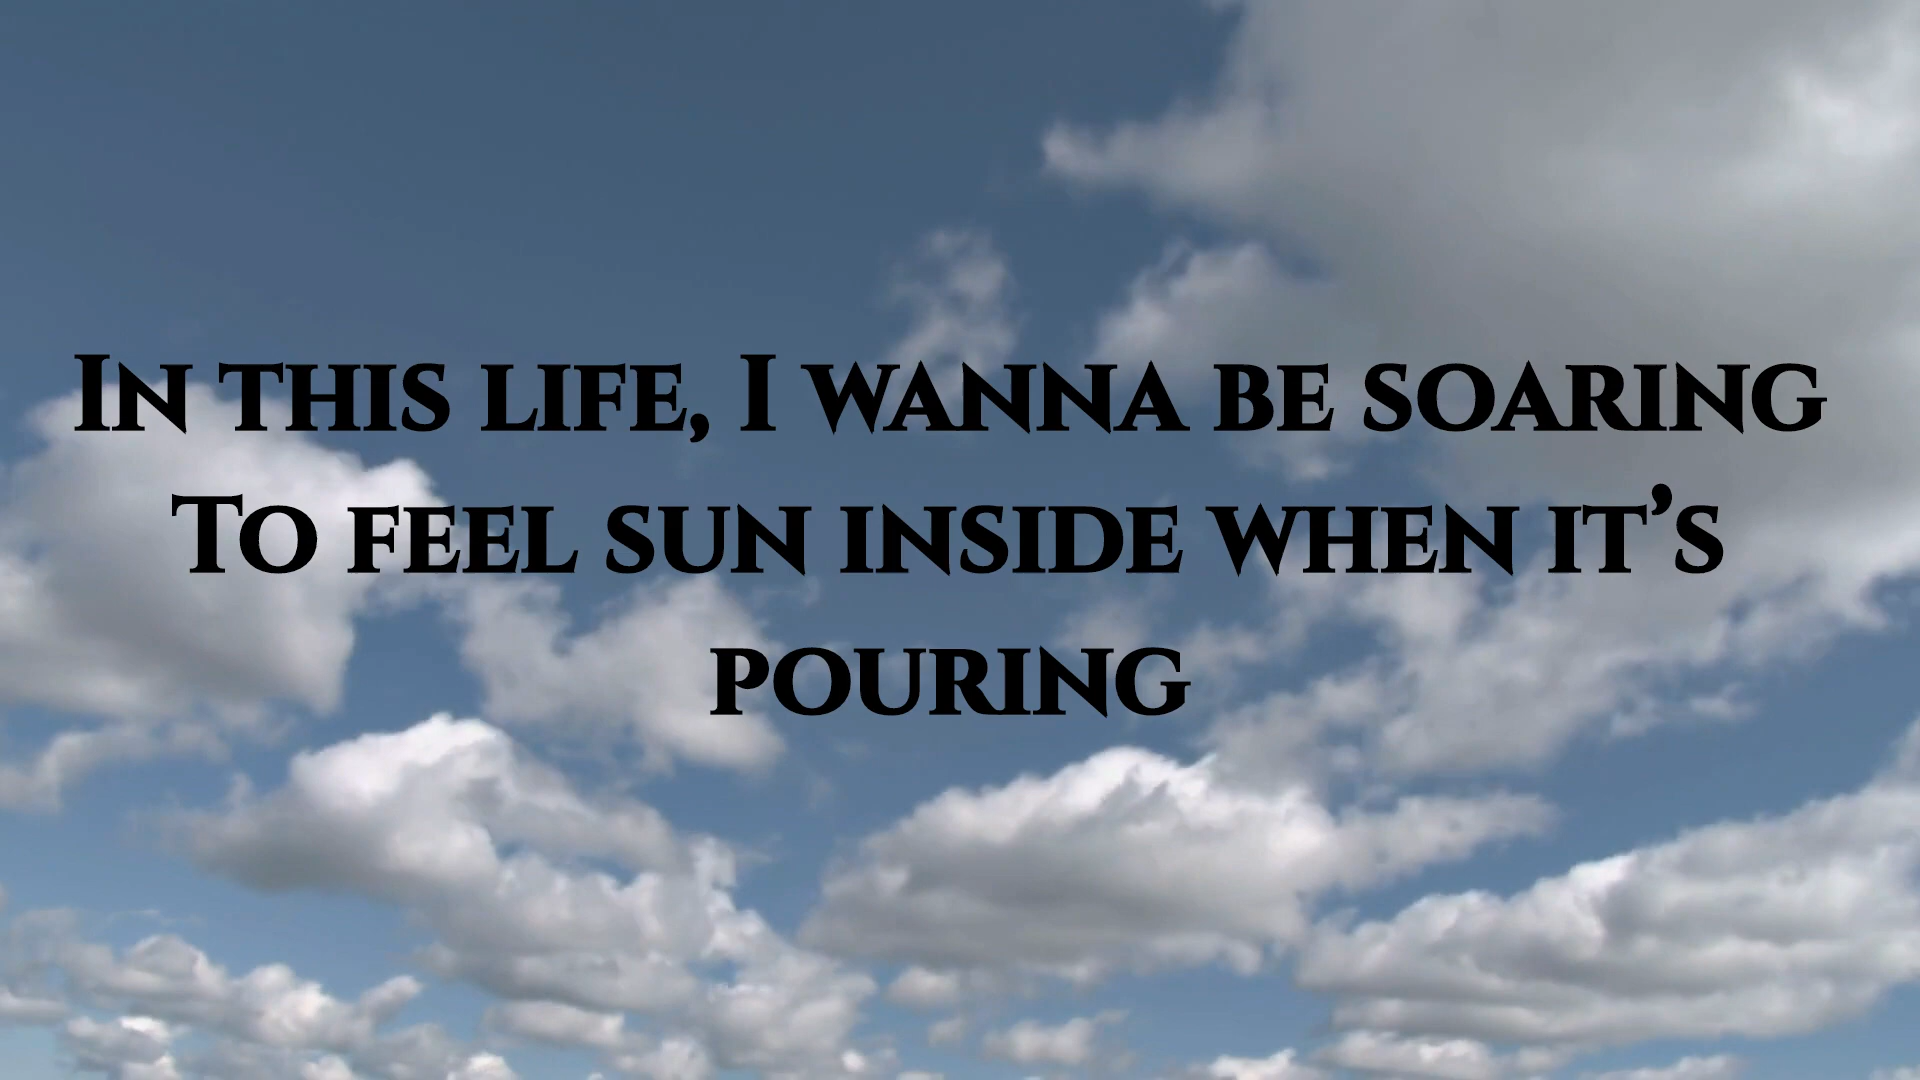 In this life, I wanna be soaring
To feel sun inside when it’s
pouring